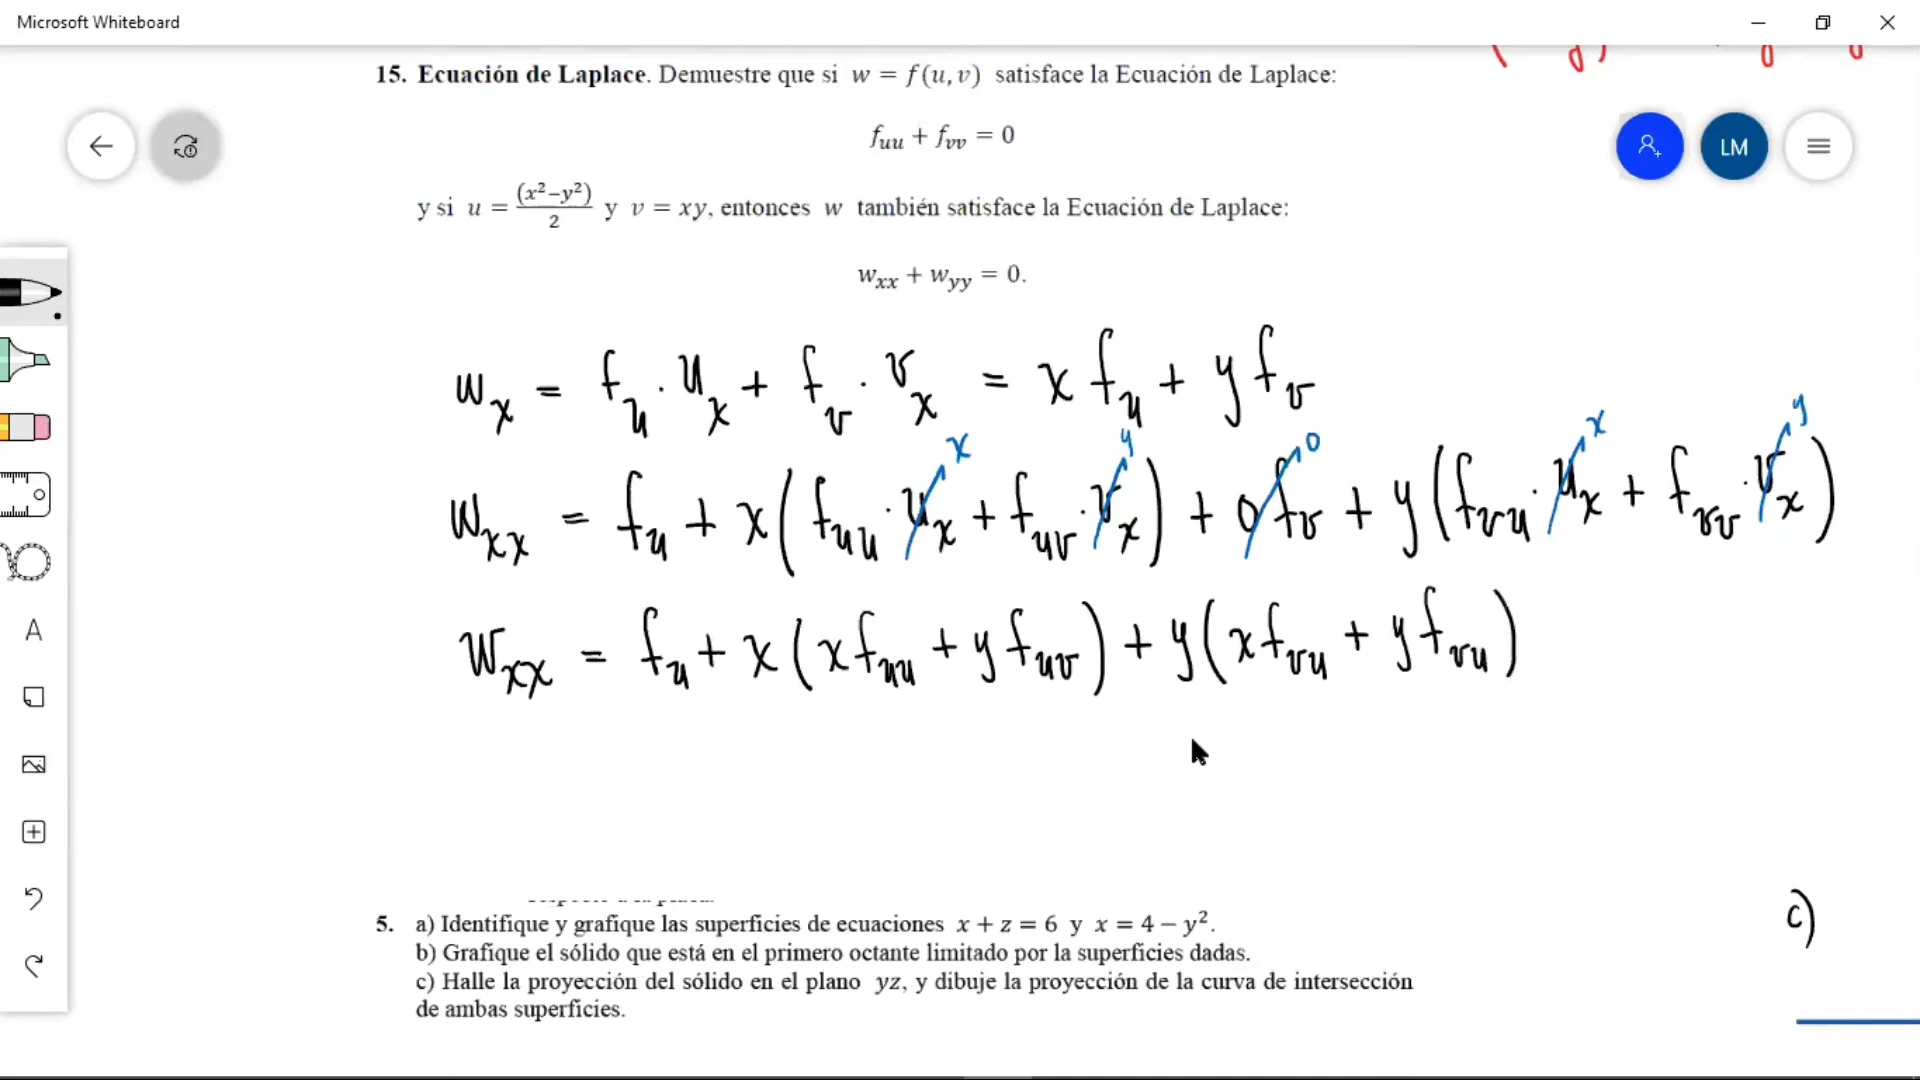 Microsoft Whiteboard
15. Ecuación de Laplace. Demuestre que si w = f(u, v) satisface la Ecuación de Laplace:
f_uu + f_vv = 0
LM
y si u = (x²−y²)/2 y v = xy, entonces w también satisface la Ecuación de Laplace:
w_xx + w_yy = 0.
w_x = f_u · u_x + f_v · v_x = x f_u + y f_v
x y 0 x y
w_xx = f_u + x(f_uu · u_x + f_uv · v_x) + 0 f_v + y(f_vu · u_x + f_vv · v_x)
w_xx = f_u + x(x f_uu + y f_uv) + y(x f_vu + y f_vu)
A
c)
5. a) Identifique y grafique las superficies de ecuaciones x + z = 6 y x = 4 − y².
b) Grafique el sólido que está en el primero octante limitado por la superficies dadas.
c) Halle la proyección del sólido en el plano yz, y dibuje la proyección de la curva de intersección
de ambas superficies.